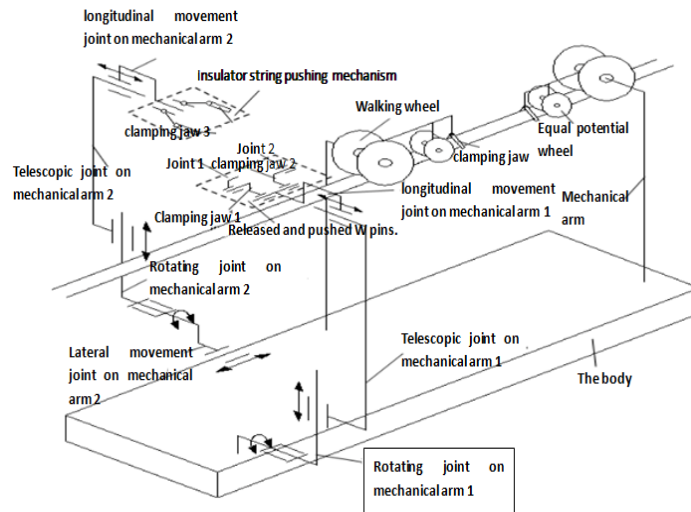 longitudinal movement
joint on mechanical arm 2
Insulator string pushing mechanism
clamping jaw 3
Walking wheel
Equal potential
wheel
clamping jaw
Joint 2
Joint 1 clamping jaw 2
Telescopic joint on
mechanical arm 2
longitudinal movement
joint on mechanical arm 1
Mechanical
arm
Clamping jaw 1
Released and pushed W pins.
Rotating joint on
mechanical arm 2
Lateral movement
joint on mechanical
arm 2
Telescopic joint on
mechanical arm 1
The body
Rotating joint on
mechanical arm 1